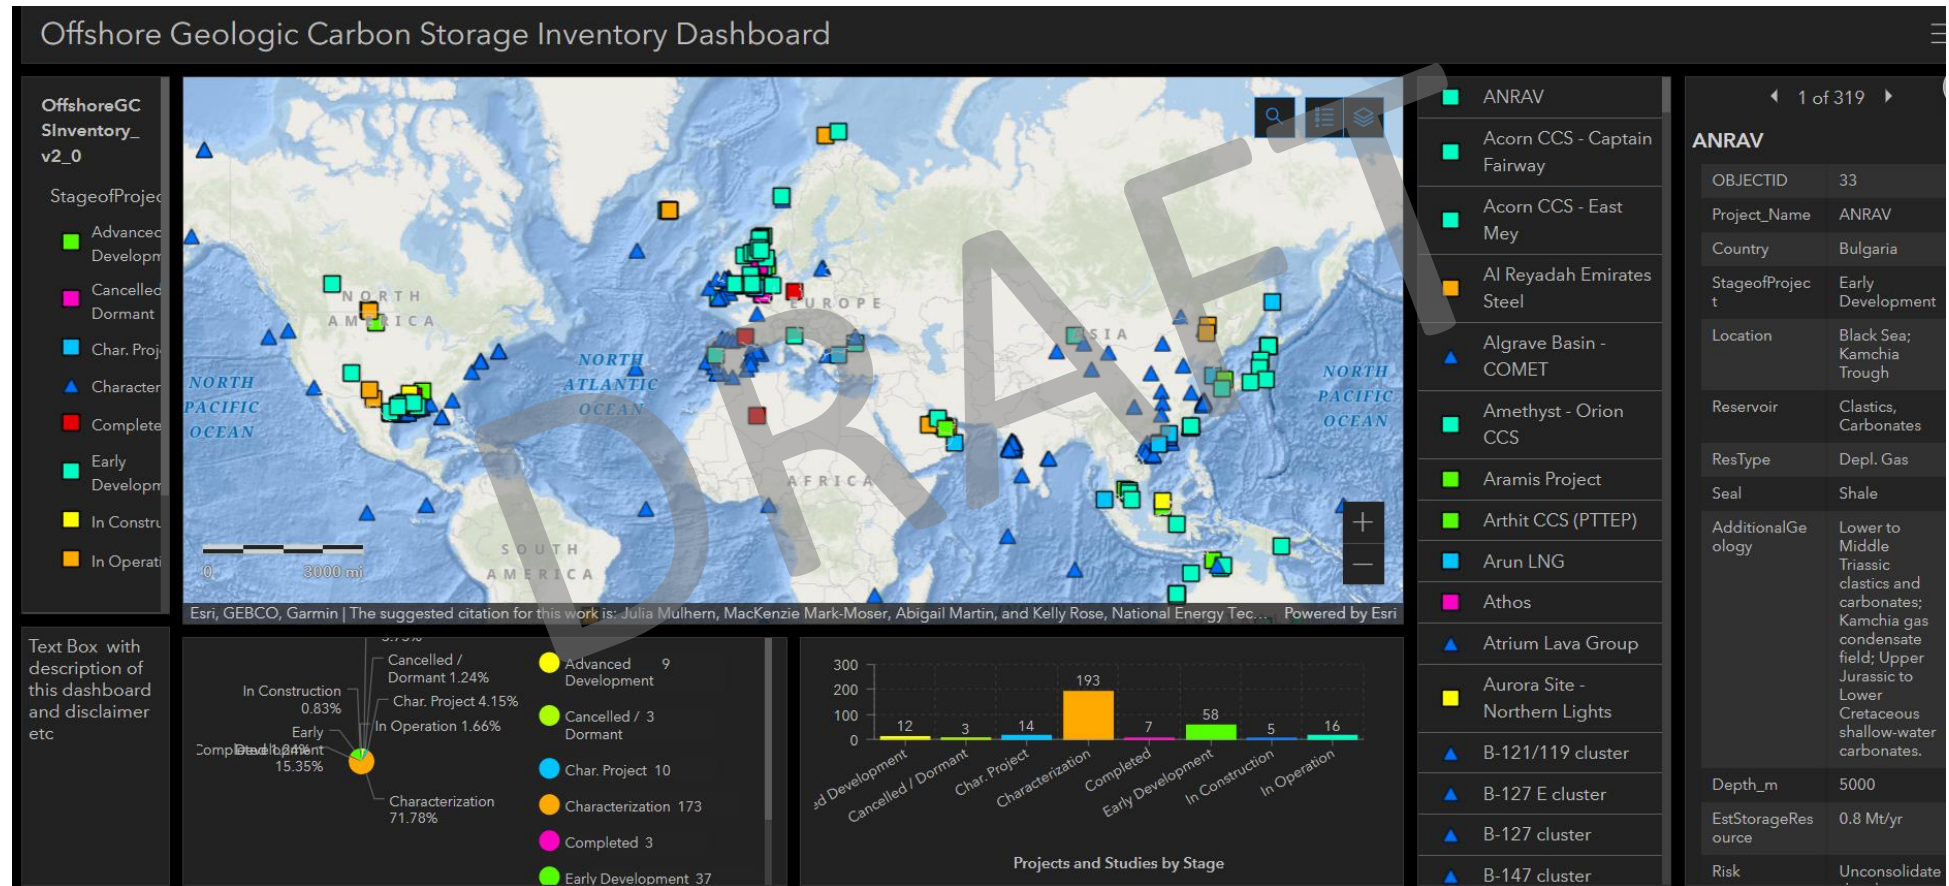 Offshore Geologic Carbon Storage Inventory Dashboard
OffshoreGC
SInventory_
v2_0
StageofProjec
Advanced
Developm
Cancelled
Dormant
Char. Proj
Character
Complete
Early
Developm
In Constru
In Operati
Text Box with
description of
this dashboard
and disclaimer
etc
NORTH
AMERICA
NORTH
PACIFIC
OCEAN
NORTH
ATLANTIC
OCEAN
EUROPE
ASIA
AFRICA
SOUTH
AMERICA
NORTH
PACIFIC
OCEAN
DRAFT
0 3000 mi
+
−
Esri, GEBCO, Garmin | The suggested citation for this work is: Julia Mulhern, MacKenzie Mark-Moser, Abigail Martin, and Kelly Rose, National Energy Tec... Powered by Esri
3.73%
Cancelled /
Dormant 1.24%
In Construction
0.83%
Char. Project 4.15%
In Operation 1.66%
Early
Development
15.35%
Completed 1.24%
Characterization
71.78%
Advanced 9
Development
Cancelled / 3
Dormant
Char. Project 10
Characterization 173
Completed 3
Early Development 37
300
200
100
0
12
3
14
193
7
58
5
16
ed Development
Cancelled / Dormant
Char. Project
Characterization
Completed
Early Development
In Construction
In Operation
Projects and Studies by Stage
ANRAV
Acorn CCS - Captain
Fairway
Acorn CCS - East
Mey
Al Reyadah Emirates
Steel
Algrave Basin -
COMET
Amethyst - Orion
CCS
Aramis Project
Arthit CCS (PTTEP)
Arun LNG
Athos
Atrium Lava Group
Aurora Site -
Northern Lights
B-121/119 cluster
B-127 E cluster
B-127 cluster
B-147 cluster
1 of 319
ANRAV
OBJECTID 33
Project_Name ANRAV
Country Bulgaria
StageofProjec Early
t Development
Location Black Sea;
Kamchia
Trough
Reservoir Clastics,
Carbonates
ResType Depl. Gas
Seal Shale
AdditionalGe Lower to
ology Middle
Triassic
clastics and
carbonates;
Kamchia gas
condensate
field; Upper
Jurassic to
Lower
Cretaceous
shallow-water
carbonates.
Depth_m 5000
EstStorageRes 0.8 Mt/yr
ource
Risk Unconsolidate